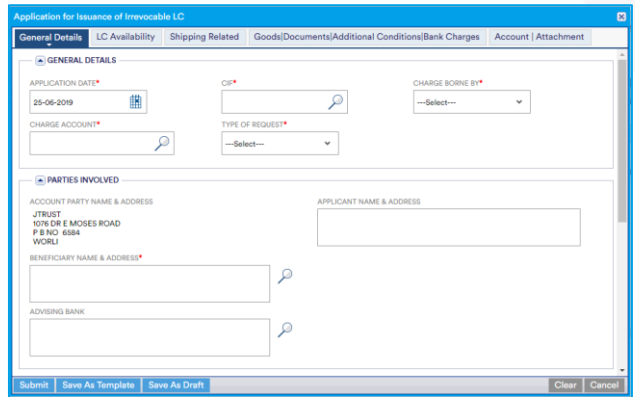 Application for Issuance of Irrevocable LC
General Details LC Availability Shipping Related Goods|Documents|Additional Conditions|Bank Charges Account | Attachment
GENERAL DETAILS
APPLICATION DATE* CIF* CHARGE BORNE BY*
25-06-2019 ---Select---
CHARGE ACCOUNT* TYPE OF REQUEST*
---Select---
PARTIES INVOLVED
ACCOUNT PARTY NAME & ADDRESS APPLICANT NAME & ADDRESS
JTRUST
1076 DR E MOSES ROAD
P B NO 6584
WORLI
BENEFICIARY NAME & ADDRESS*
ADVISING BANK
Submit Save As Template Save As Draft Clear Cancel